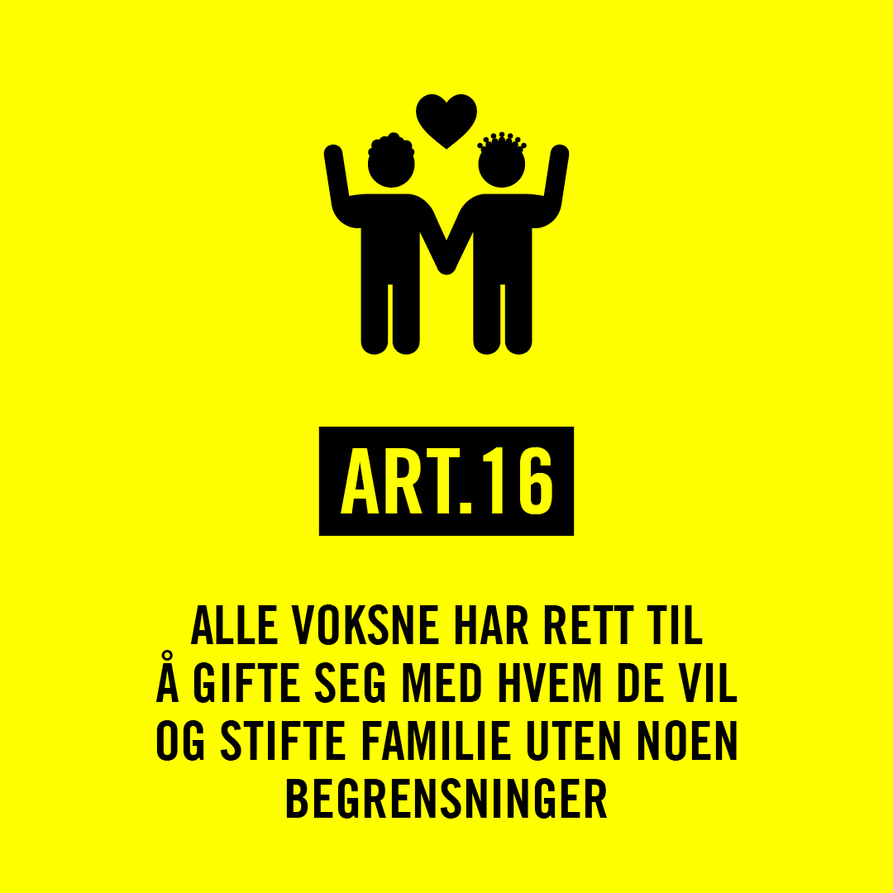 ART.16
ALLE VOKSNE HAR RETT TIL
Å GIFTE SEG MED HVEM DE VIL
OG STIFTE FAMILIE UTEN NOEN
BEGRENSNINGER